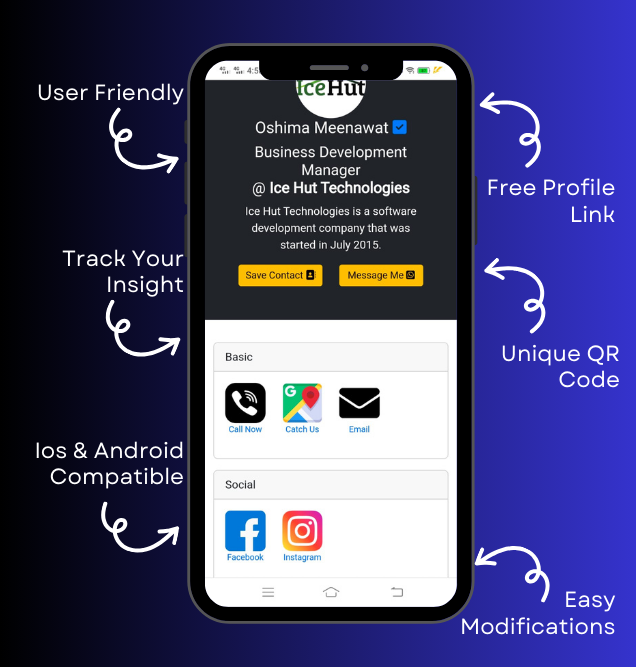 User Friendly
Track Your
Insight
Ios & Android
Compatible
4G 4G 4:5
IceHut
Oshima Meenawat
Business Development
Manager
@ Ice Hut Technologies
Ice Hut Technologies is a software
development company that was
started in July 2015.
Save Contact
Message Me
Basic
Call Now
Catch Us
Email
Social
Facebook
Instagram
Free Profile
Link
Unique QR
Code
Easy
Modifications